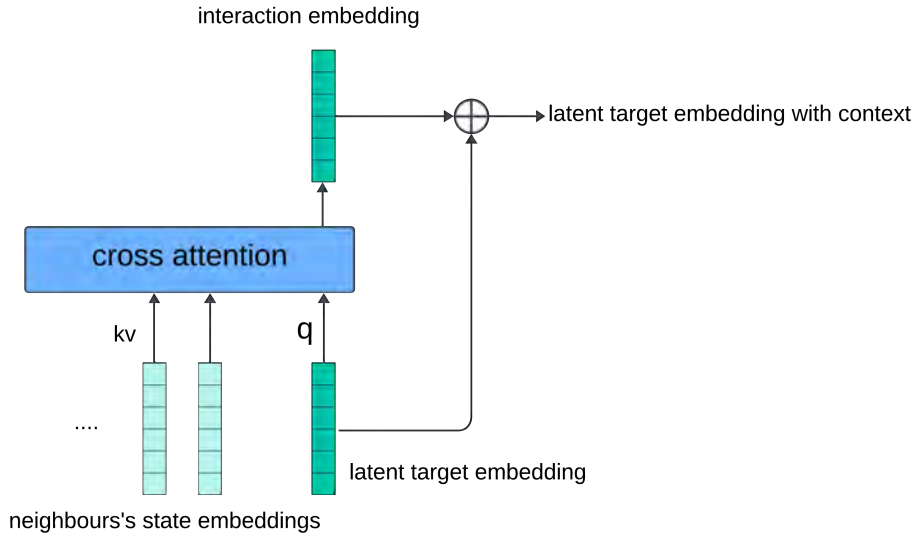 interaction embedding
latent target embedding with context
cross attention
kv
q
....
latent target embedding
neighbours's state embeddings